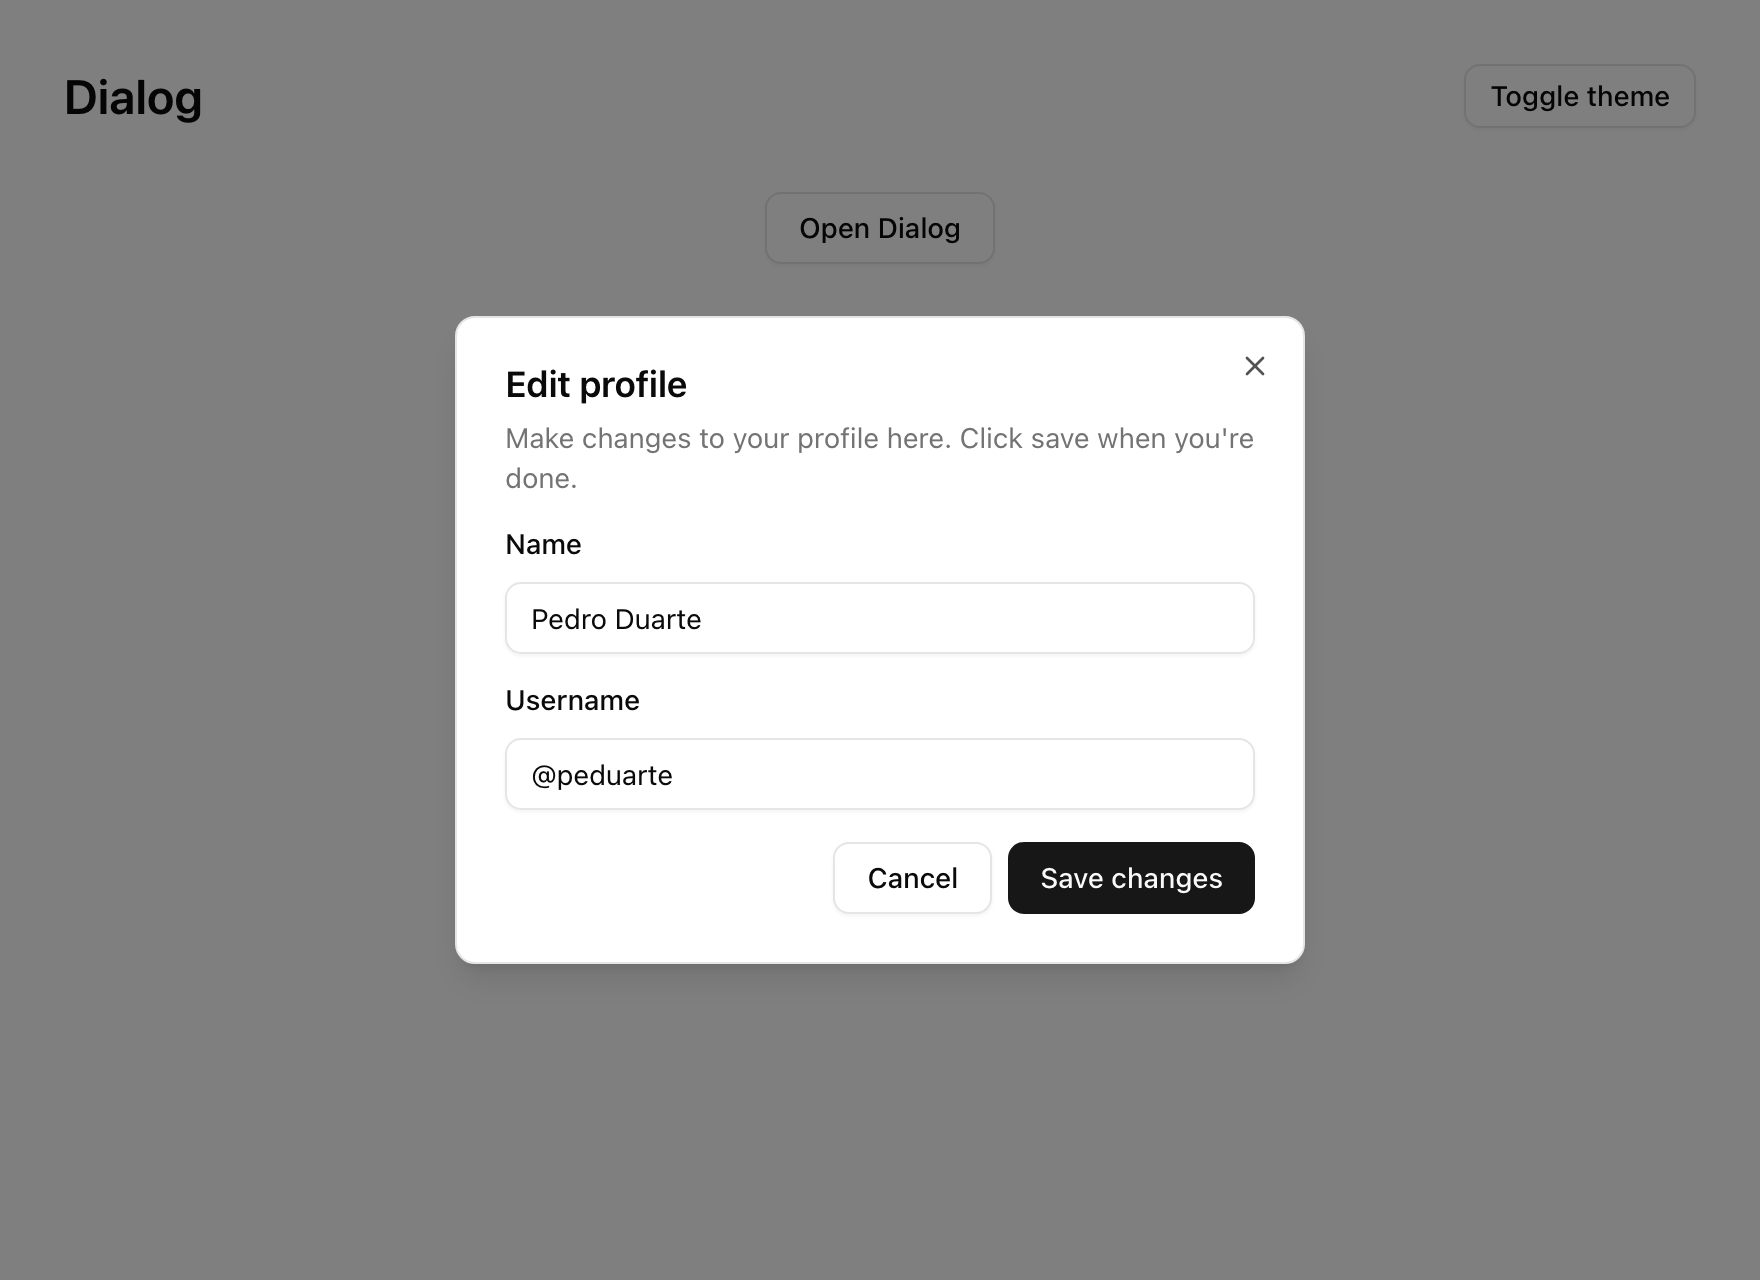 Dialog
Toggle theme
Open Dialog
Edit profile
Make changes to your profile here. Click save when you're
done.
Name
Pedro Duarte
Username
@peduarte
Cancel
Save changes